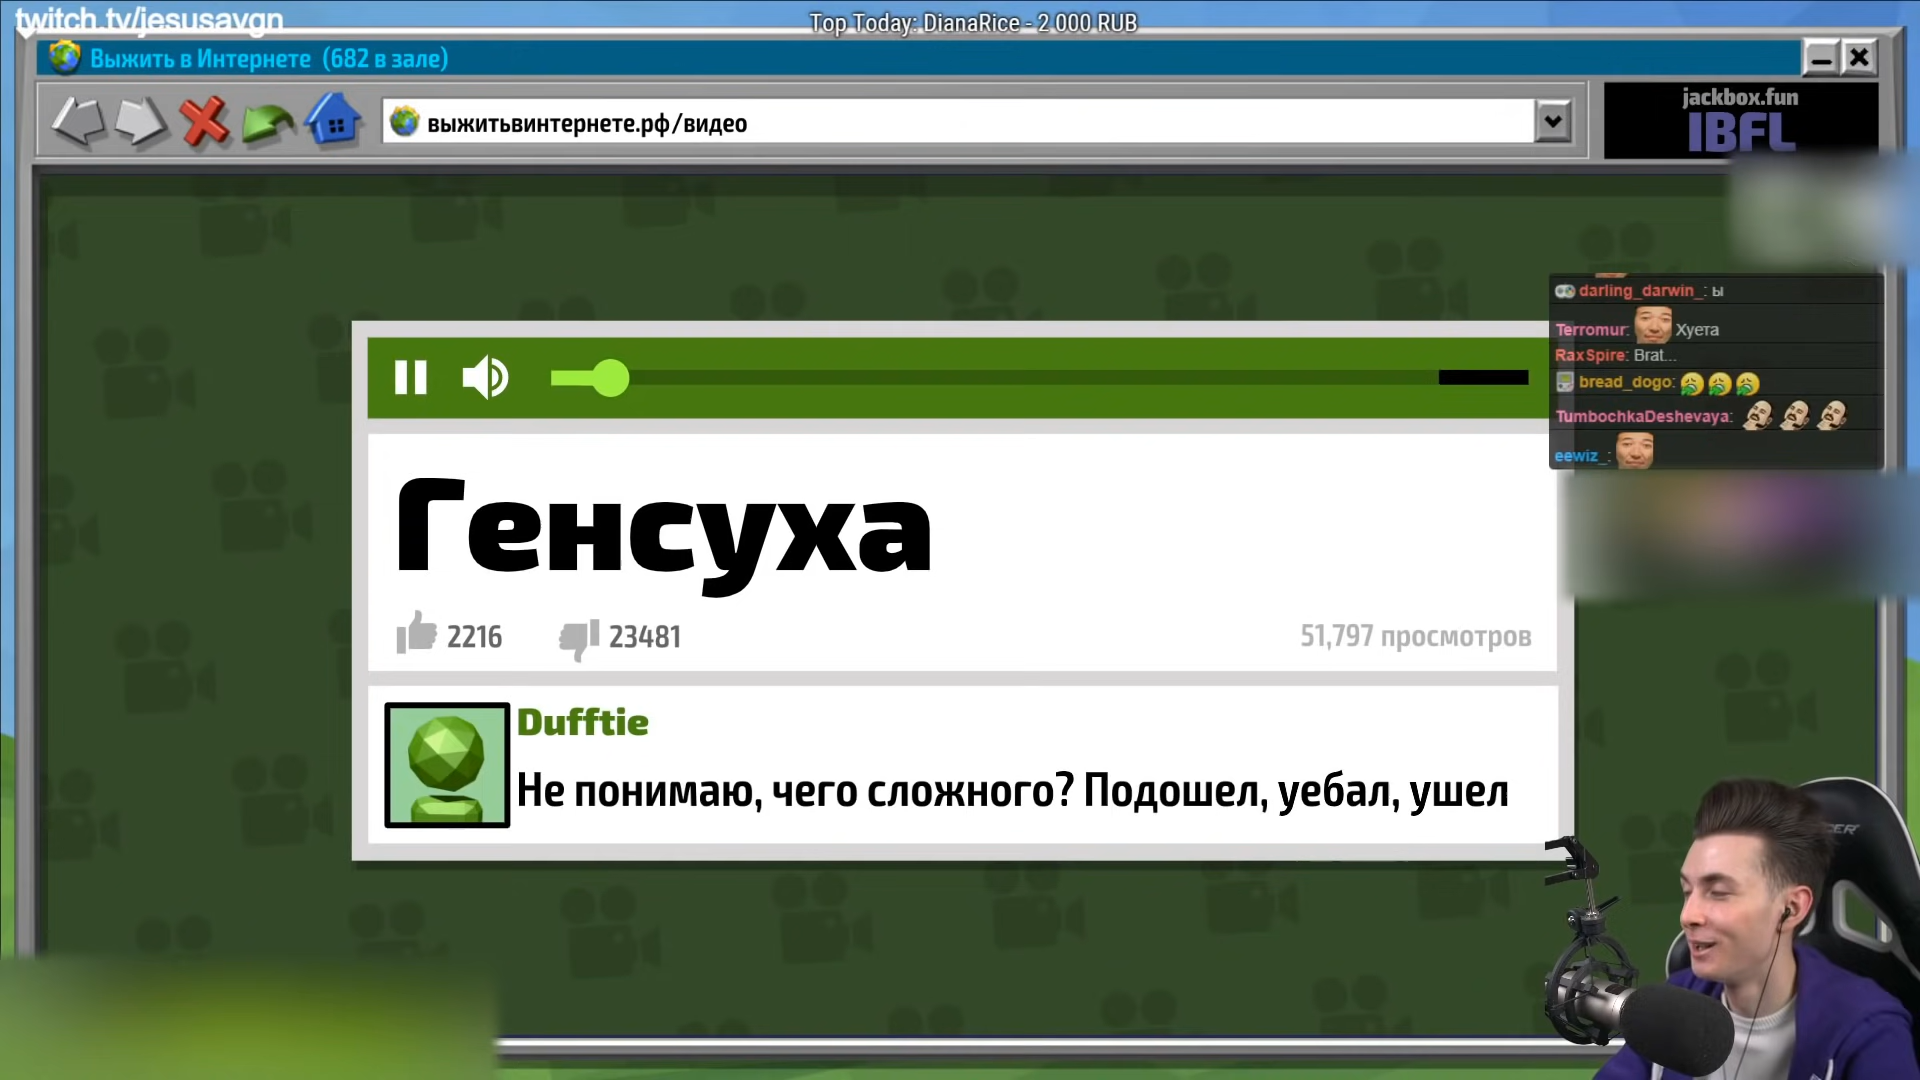 twitch.tv/jesusavgn
Top Today: DianaRice - 2 000 RUB
Выжить в Интернете (682 в зале)
выжитьвинтернете.рф/видео
jackbox.fun
IBFL
darling_darwin_: ы
Terromur: Хуета
RaxSpire: Brat...
bread_dogo:
TumbochkaDeshevaya:
eewiz_:
Генсуха
2216
23481
51,797 просмотров
Dufftie
Не понимаю, чего сложного? Подошел, уебал, ушел